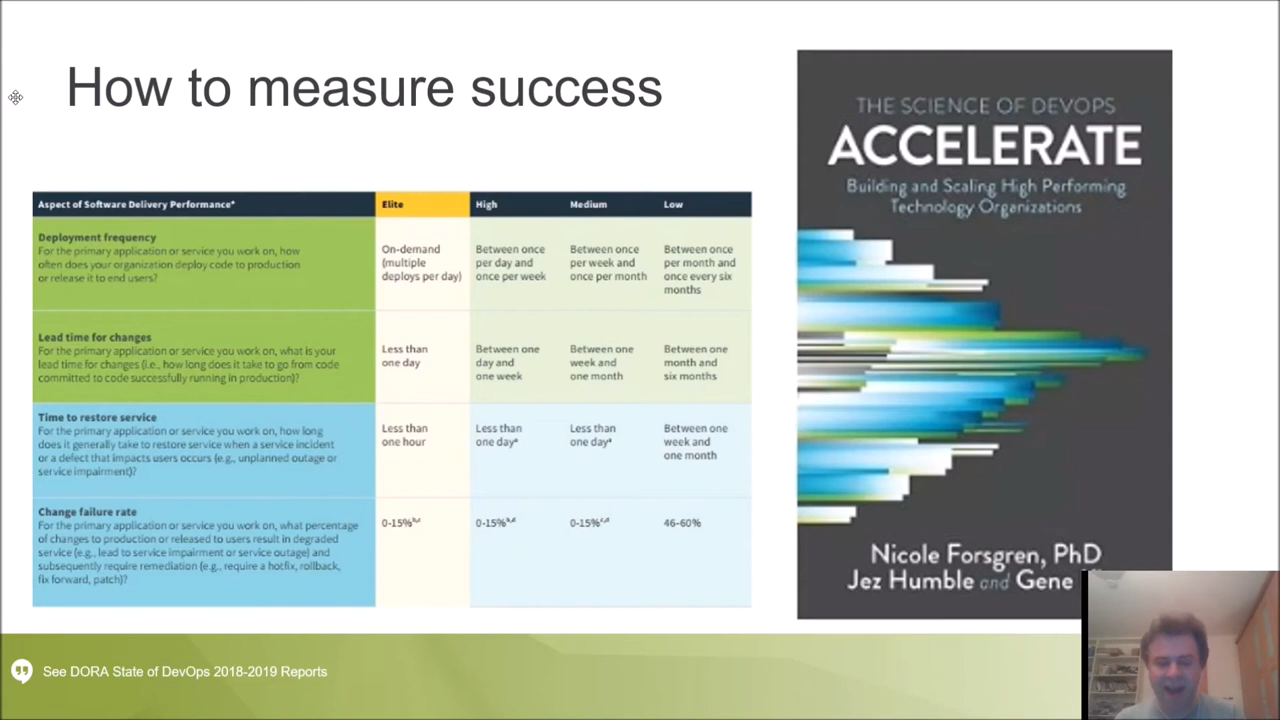 How to measure success
Aspect of Software Delivery Performance* Elite High Medium Low
Deployment frequency
For the primary application or service you work on, how
often does your organization deploy code to production
or release it to end users?
On-demand
(multiple
deploys per day)
Between once
per day and
once per week
Between once
per week and
once per month
Between once
per month and
once every six
months
Lead time for changes
For the primary application or service you work on, what is your
lead time for changes (i.e., how long does it take to go from code
committed to code successfully running in production)?
Less than
one day
Between one
day and
one week
Between one
week and
one month
Between one
month and
six months
Time to restore service
For the primary application or service you work on, how long
does it generally take to restore service when a service incident
or a defect that impacts users occurs (e.g., unplanned outage or
service impairment)?
Less than
one hour
Less than
one dayᵃ
Less than
one dayᵃ
Between one
week and
one month
Change failure rate
For the primary application or service you work on, what percentage
of changes to production or released to users result in degraded
service (e.g., lead to service impairment or service outage) and
subsequently require remediation (e.g., require a hotfix, rollback,
fix forward, patch)?
0-15%ᵇ,ᶜ
0-15%ᵇ,ᵈ
0-15%ᶜ,ᵈ
46-60%
THE SCIENCE OF DEVOPS
ACCELERATE
Building and Scaling High Performing
Technology Organizations
Nicole Forsgren, PhD
Jez Humble and Gene
See DORA State of DevOps 2018-2019 Reports